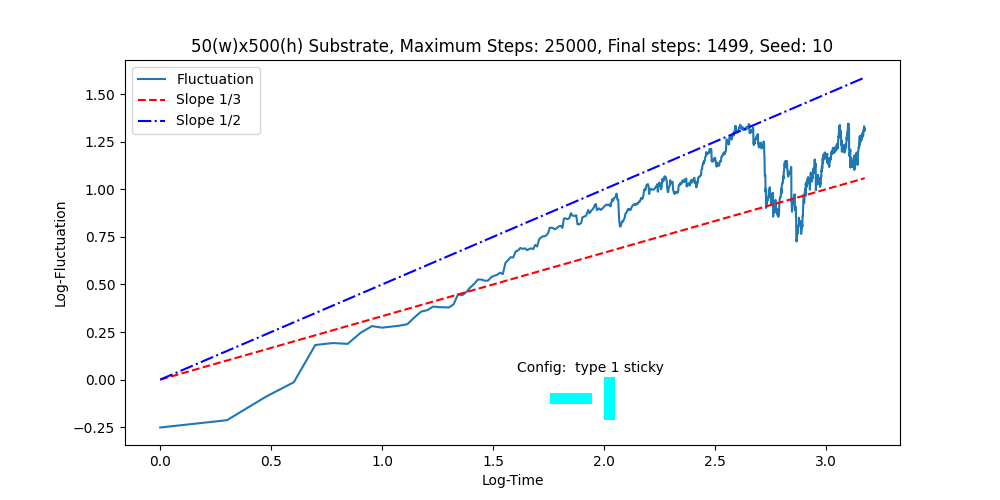 50(w)x500(h) Substrate, Maximum Steps: 25000, Final steps: 1499, Seed: 10
Fluctuation
Slope 1/3
Slope 1/2
1.50
1.25
1.00
0.75
0.50
0.25
0.00
−0.25
Log-Fluctuation
Config:  type 1 sticky
0.0 0.5 1.0 1.5 2.0 2.5 3.0
Log-Time